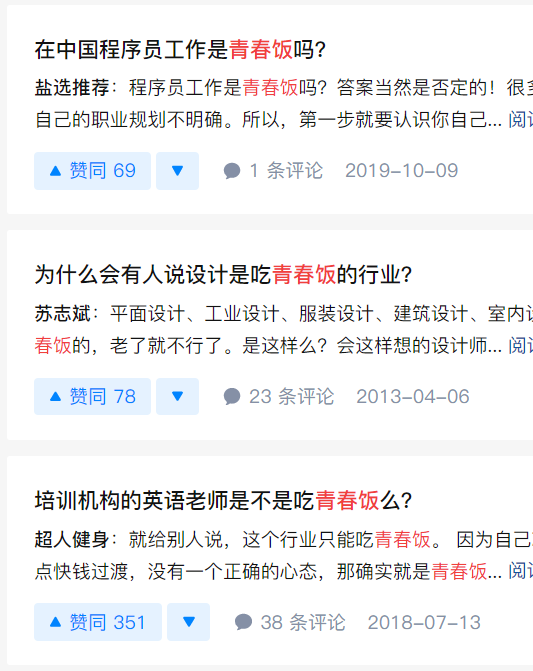 在中国程序员工作是青春饭吗？
盐选推荐：程序员工作是青春饭吗？答案当然是否定的！很多
自己的职业规划不明确。所以，第一步就要认识你自己... 阅
赞同 69 1 条评论 2019-10-09
为什么会有人说设计是吃青春饭的行业？
苏志斌：平面设计、工业设计、服装设计、建筑设计、室内
春饭的，老了就不行了。是这样么？会这样想的设计师... 阅
赞同 78 23 条评论 2013-04-06
培训机构的英语老师是不是吃青春饭么？
超人健身：就给别人说，这个行业只能吃青春饭。 因为自己
点快钱过渡，没有一个正确的心态，那确实就是青春饭... 阅
赞同 351 38 条评论 2018-07-13